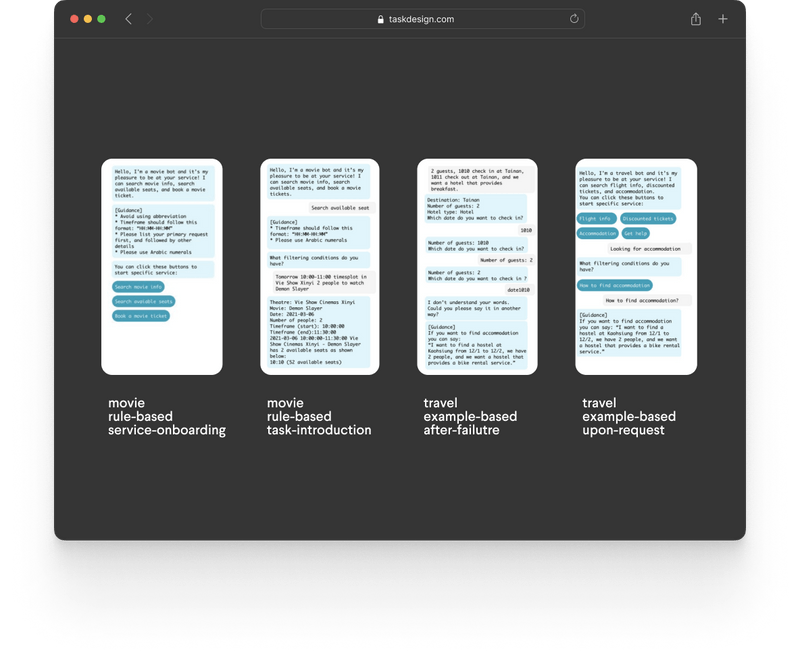 taskdesign.com
Hello, I'm a movie bot and it's my
pleasure to be at your service! I
can search movie info, search
available seats, and book a movie
ticket.
[Guidance]
* Avoid using abbreviation
* Timeframe should follow this
format: "HH:MM-HH:MM"
* Please list your primary request
first, and followed by other
details
* Please use Arabic numerals
You can click these buttons to
start specific service:
Search movie info
Search available seats
Book a movie ticket
movie
rule-based
service-onboarding
Hello, I'm a movie bot and it's my
pleasure to be at your service! I
can search movie info, search
available seats, and book a movie
tickets.
Search available seat
[Guidance]
* Timeframe should follow this
format: "HH:MM-HH:MM"
* Please use Arabic numerals
What filtering conditions do you
have?
Tomorrow 10:00-11:00 timesplot in
Vie Show Xinyi 2 people to watch
Demon Slayer
Theatre: Vie Show Cinemas Xinyi
Movie: Demon Slayer
Date: 2021-03-06
Number of people: 2
Timeframe (start): 10:00:00
Timeframe (end):11:30:00
2021-03-06 10:00:00-11:30:00 Vie
Show Cinemas Xinyi - Demon Slayer
has 2 available seats as shown
below:
10:10 (52 available seats)
movie
rule-based
task-introduction
2 guests, 1010 check in at Tainan,
1011 check out at Tainan, and we
want a hotel that provides
breakfast.
Destination: Tainan
Number of guests: 2
Hotel type: Hotel
Which date do you want to check in?
1010
Number of guests: 1010
Which date do you want to check in?
Number of guests: 2
Number of guests: 2
Which date do you want to check in ?
date1010
I don't understand your words.
Could you please say it in another
way?
[Guidance]
If you want to find accommodation
you can say:
"I want to find a hostel at
Kaohsiung from 12/1 to 12/2, we have
2 people, and we want a hostel that
provides a bike rental service."
travel
example-based
after-failutre
Hello, I'm a travel bot and it's my
pleasure to be at your service! I
can search flight info, discounted
tickets, and accommodation.
You can click these buttons to
start specific service:
Flight info
Discounted tickets
Accommodation
Get help
Looking for accommodation
What filtering conditions do you
have?
How to find accommodation
How to find accommodation?
[Guidance]
If you want to find accommodation
you can say: "I want to find a
hostel at Kaohsiung from 12/1 to
12/2, we have 2 people, and we want
a hostel that provides a bike rental
service."
travel
example-based
upon-request